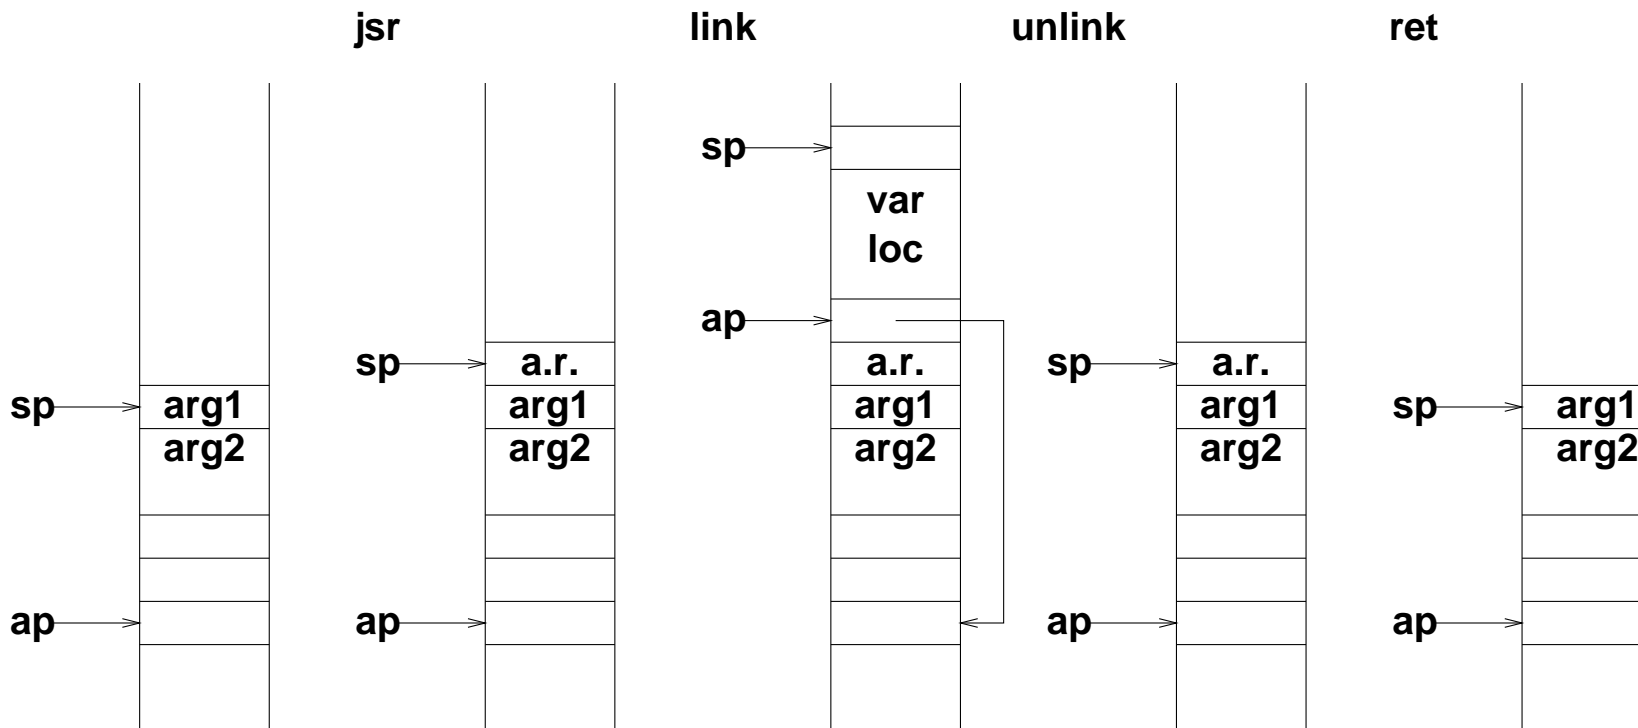 jsr link unlink ret
sp
var
loc
ap
sp a.r. a.r. sp a.r.
sp arg1 arg1 arg1 arg1 sp arg1
arg2 arg2 arg2 arg2 arg2
ap ap ap ap